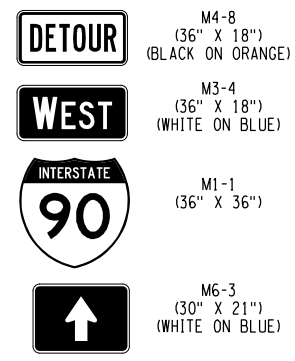 DETOUR
M4-8
(36" X 18")
(BLACK ON ORANGE)
WEST
M3-4
(36" X 18")
(WHITE ON BLUE)
INTERSTATE
90
M1-1
(36" X 36")
M6-3
(30" X 21")
(WHITE ON BLUE)